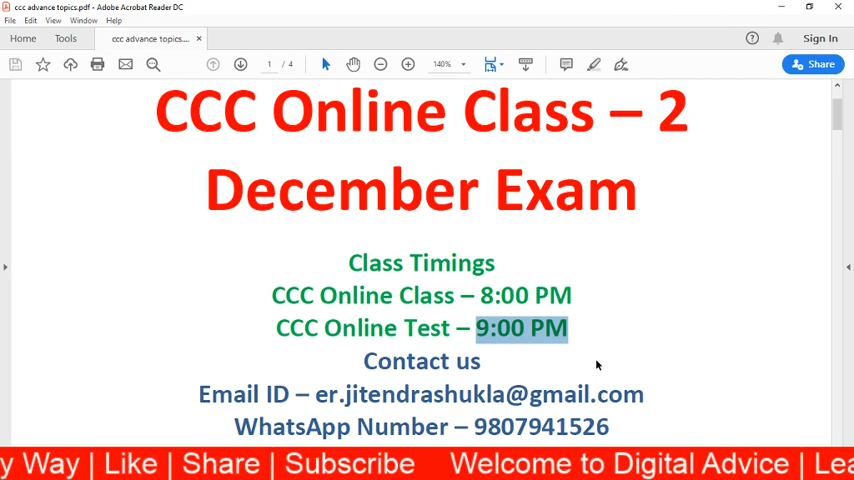 ccc advance topics.pdf - Adobe Acrobat Reader DC
File Edit View Window Help
Home Tools ccc advance topics.... × Sign In
1 / 4 140% Share
CCC Online Class – 2
December Exam
Class Timings
CCC Online Class – 8:00 PM
CCC Online Test – 9:00 PM
Contact us
Email ID – er.jitendrashukla@gmail.com
WhatsApp Number – 9807941526
y Way | Like | Share | Subscribe Welcome to Digital Advice | Lea